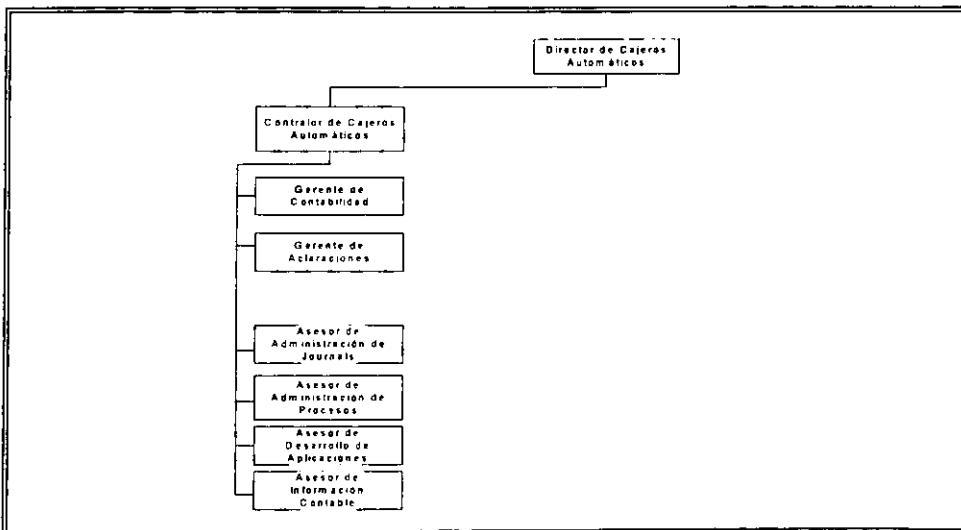 Director de Cajeros
Automáticos
Contralor de Cajeros
Automáticos
Gerente de
Contabilidad
Gerente de
Aclaraciones
Asesor de
Administración de
Journals
Asesor de
Administración de
Procesos
Asesor de
Desarrollo de
Aplicaciones
Asesor de
Información
Contable